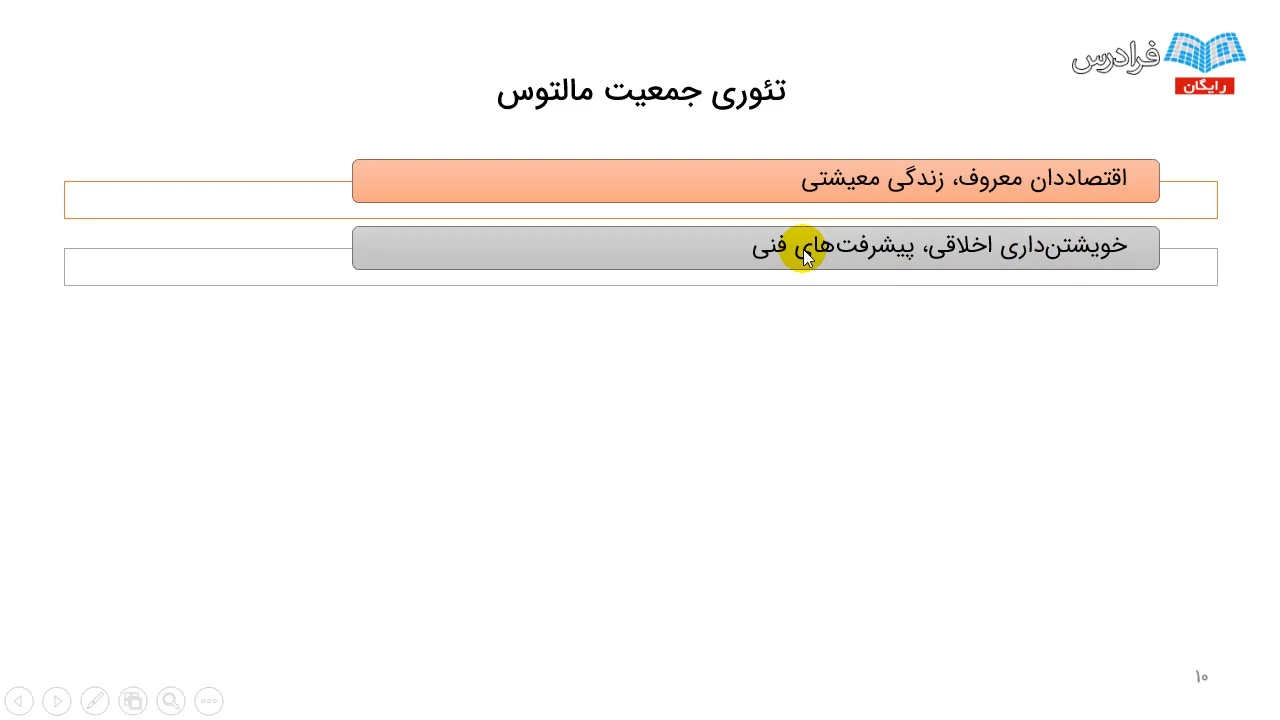 فرادرس
رایگان
تئوری جمعیت مالتوس
اقتصاددان معروف، زندگی معیشتی
خویشتن‌داری اخلاقی، پیشرفت‌های فنی
۱۰